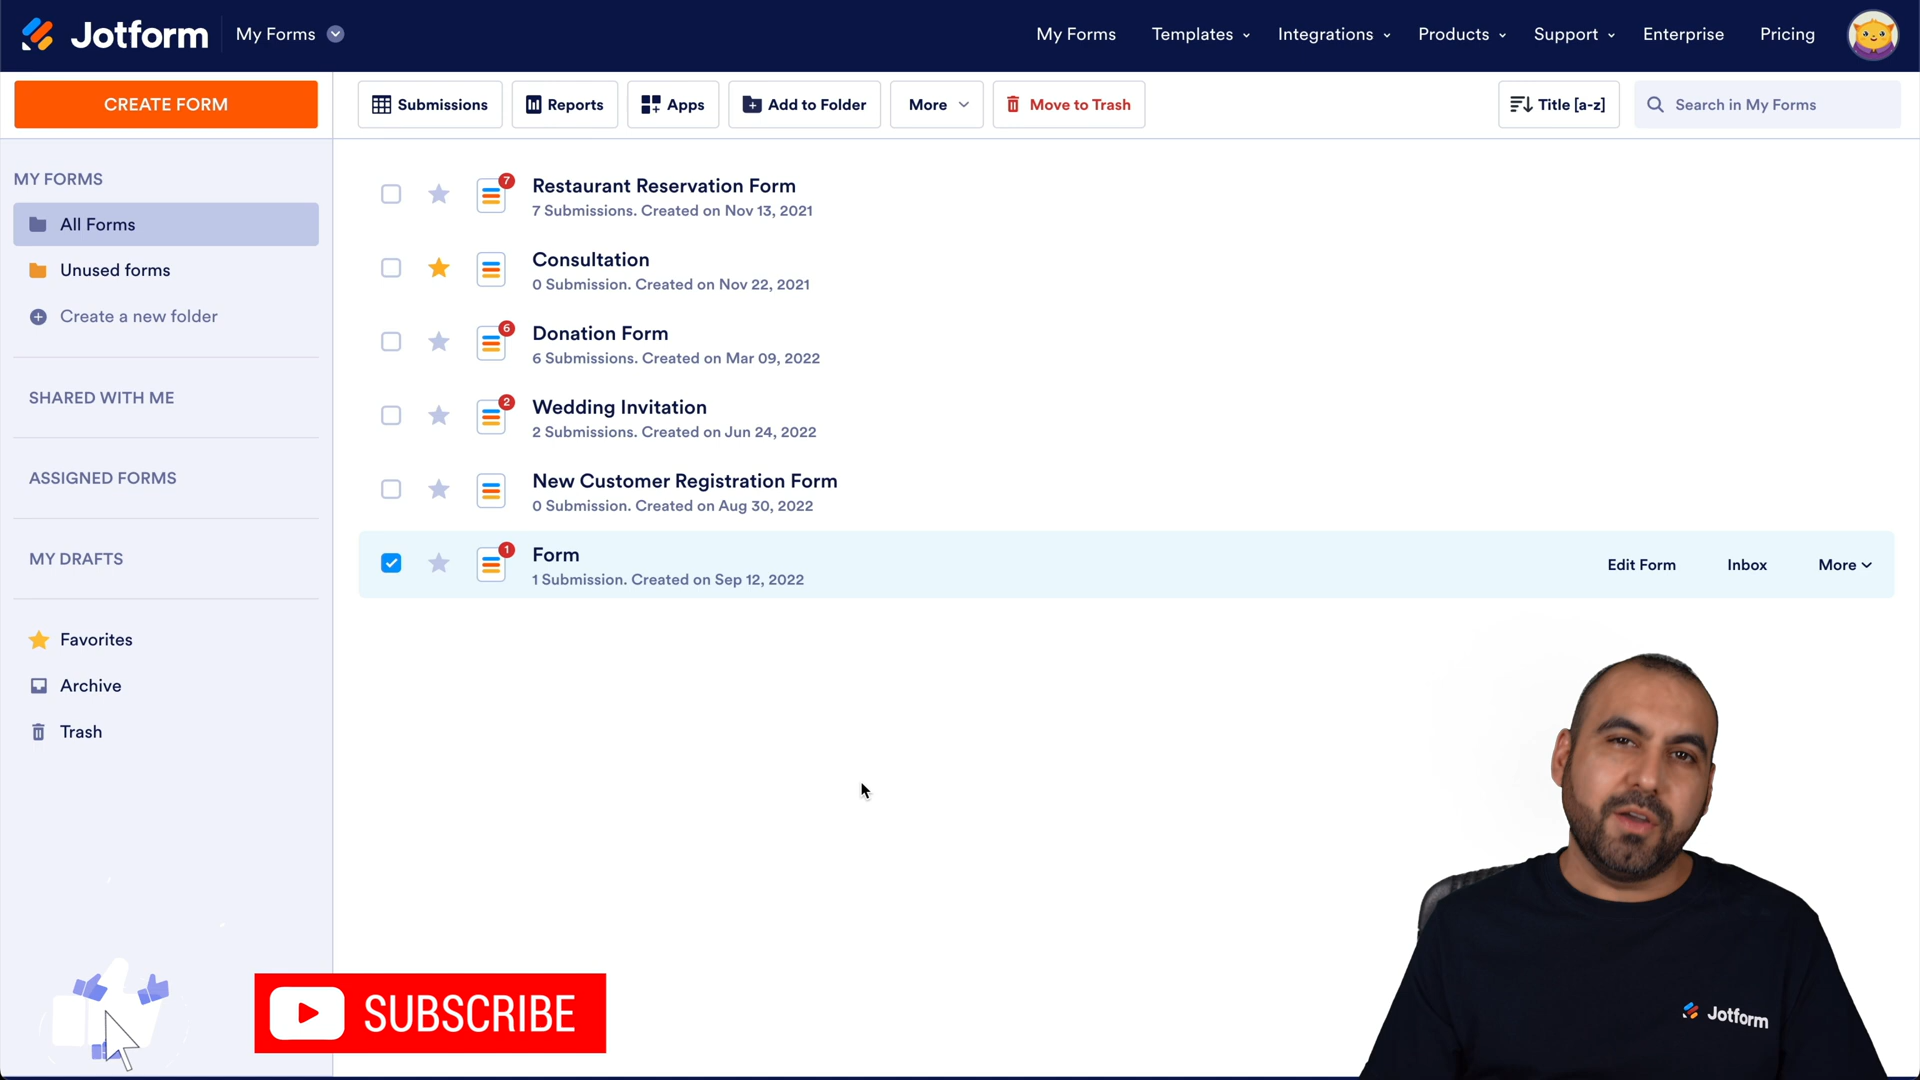 Jotform
My Forms
My Forms
Templates
Integrations
Products
Support
Enterprise
Pricing
CREATE FORM
Submissions
Reports
Apps
Add to Folder
More
Move to Trash
Title [a-z]
Search in My Forms
MY FORMS
All Forms
Unused forms
Create a new folder
SHARED WITH ME
ASSIGNED FORMS
MY DRAFTS
Favorites
Archive
Trash
7
Restaurant Reservation Form
7 Submissions. Created on Nov 13, 2021
Consultation
0 Submission. Created on Nov 22, 2021
6
Donation Form
6 Submissions. Created on Mar 09, 2022
2
Wedding Invitation
2 Submissions. Created on Jun 24, 2022
New Customer Registration Form
0 Submission. Created on Aug 30, 2022
1
Form
1 Submission. Created on Sep 12, 2022
Edit Form
Inbox
More
SUBSCRIBE
Jotform